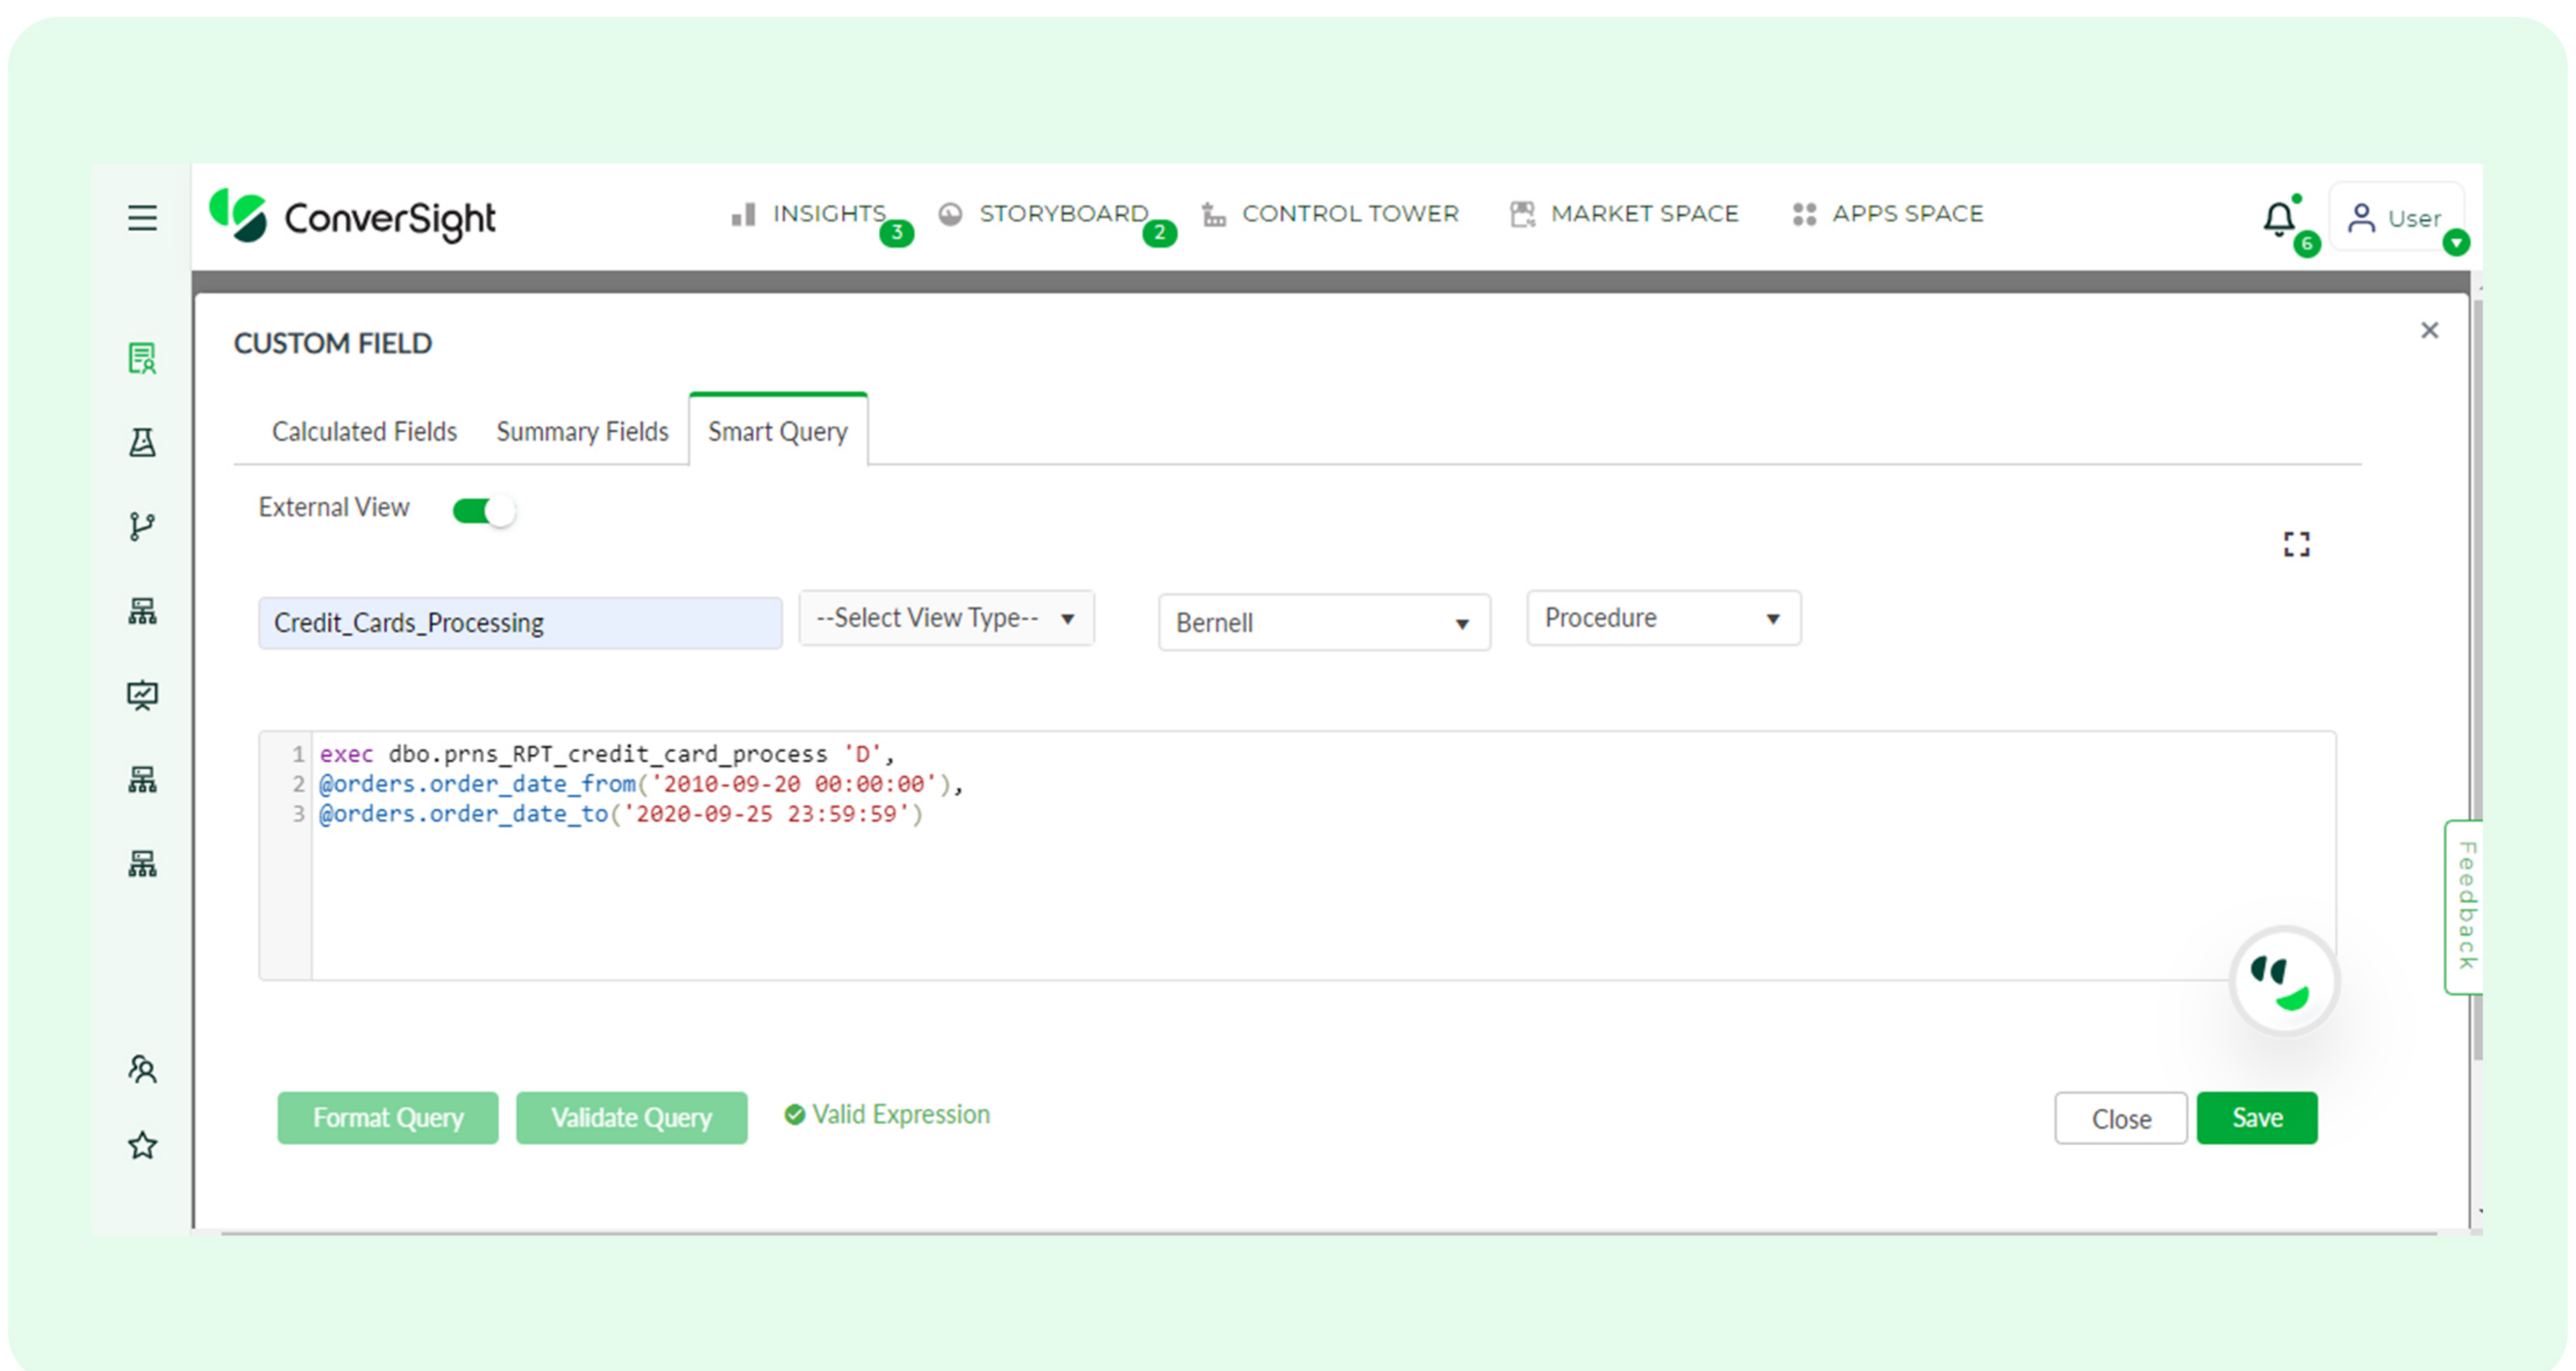 ConverSight
INSIGHTS 3 STORYBOARD 2 CONTROL TOWER MARKET SPACE APPS SPACE 6 User
CUSTOM FIELD
Calculated Fields Summary Fields Smart Query
External View
Credit_Cards_Processing --Select View Type-- Bernell Procedure
1 exec dbo.prns_RPT_credit_card_process 'D',
2 @orders.order_date_from('2010-09-20 00:00:00'),
3 @orders.order_date_to('2020-09-25 23:59:59')
Feedback
Format Query Validate Query Valid Expression Close Save